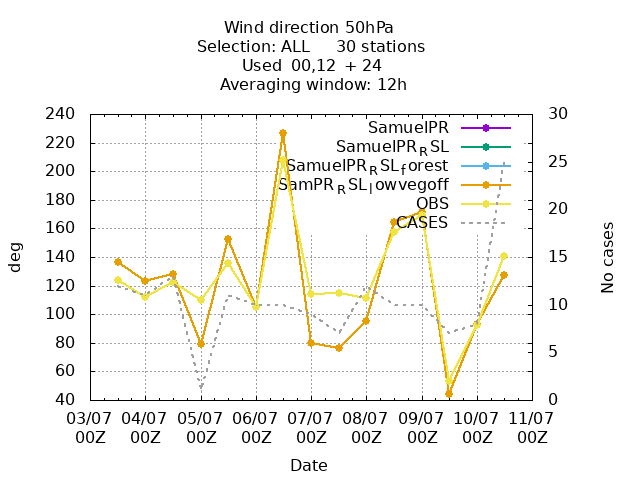 Wind direction 50hPa
Selection: ALL 30 stations
Used 00,12 + 24
Averaging window: 12h
240
220
200
180
160
140
120
100
80
60
40
deg
30
25
20
15
10
5
0
No cases
SamuelPR
SamuelPR_RSL
SamuelPR_RSL_forest
SamPR_RSL_lowvegoff
OBS
CASES
03/07 04/07 05/07 06/07 07/07 08/07 09/07 10/07 11/07
00Z 00Z 00Z 00Z 00Z 00Z 00Z 00Z 00Z
Date